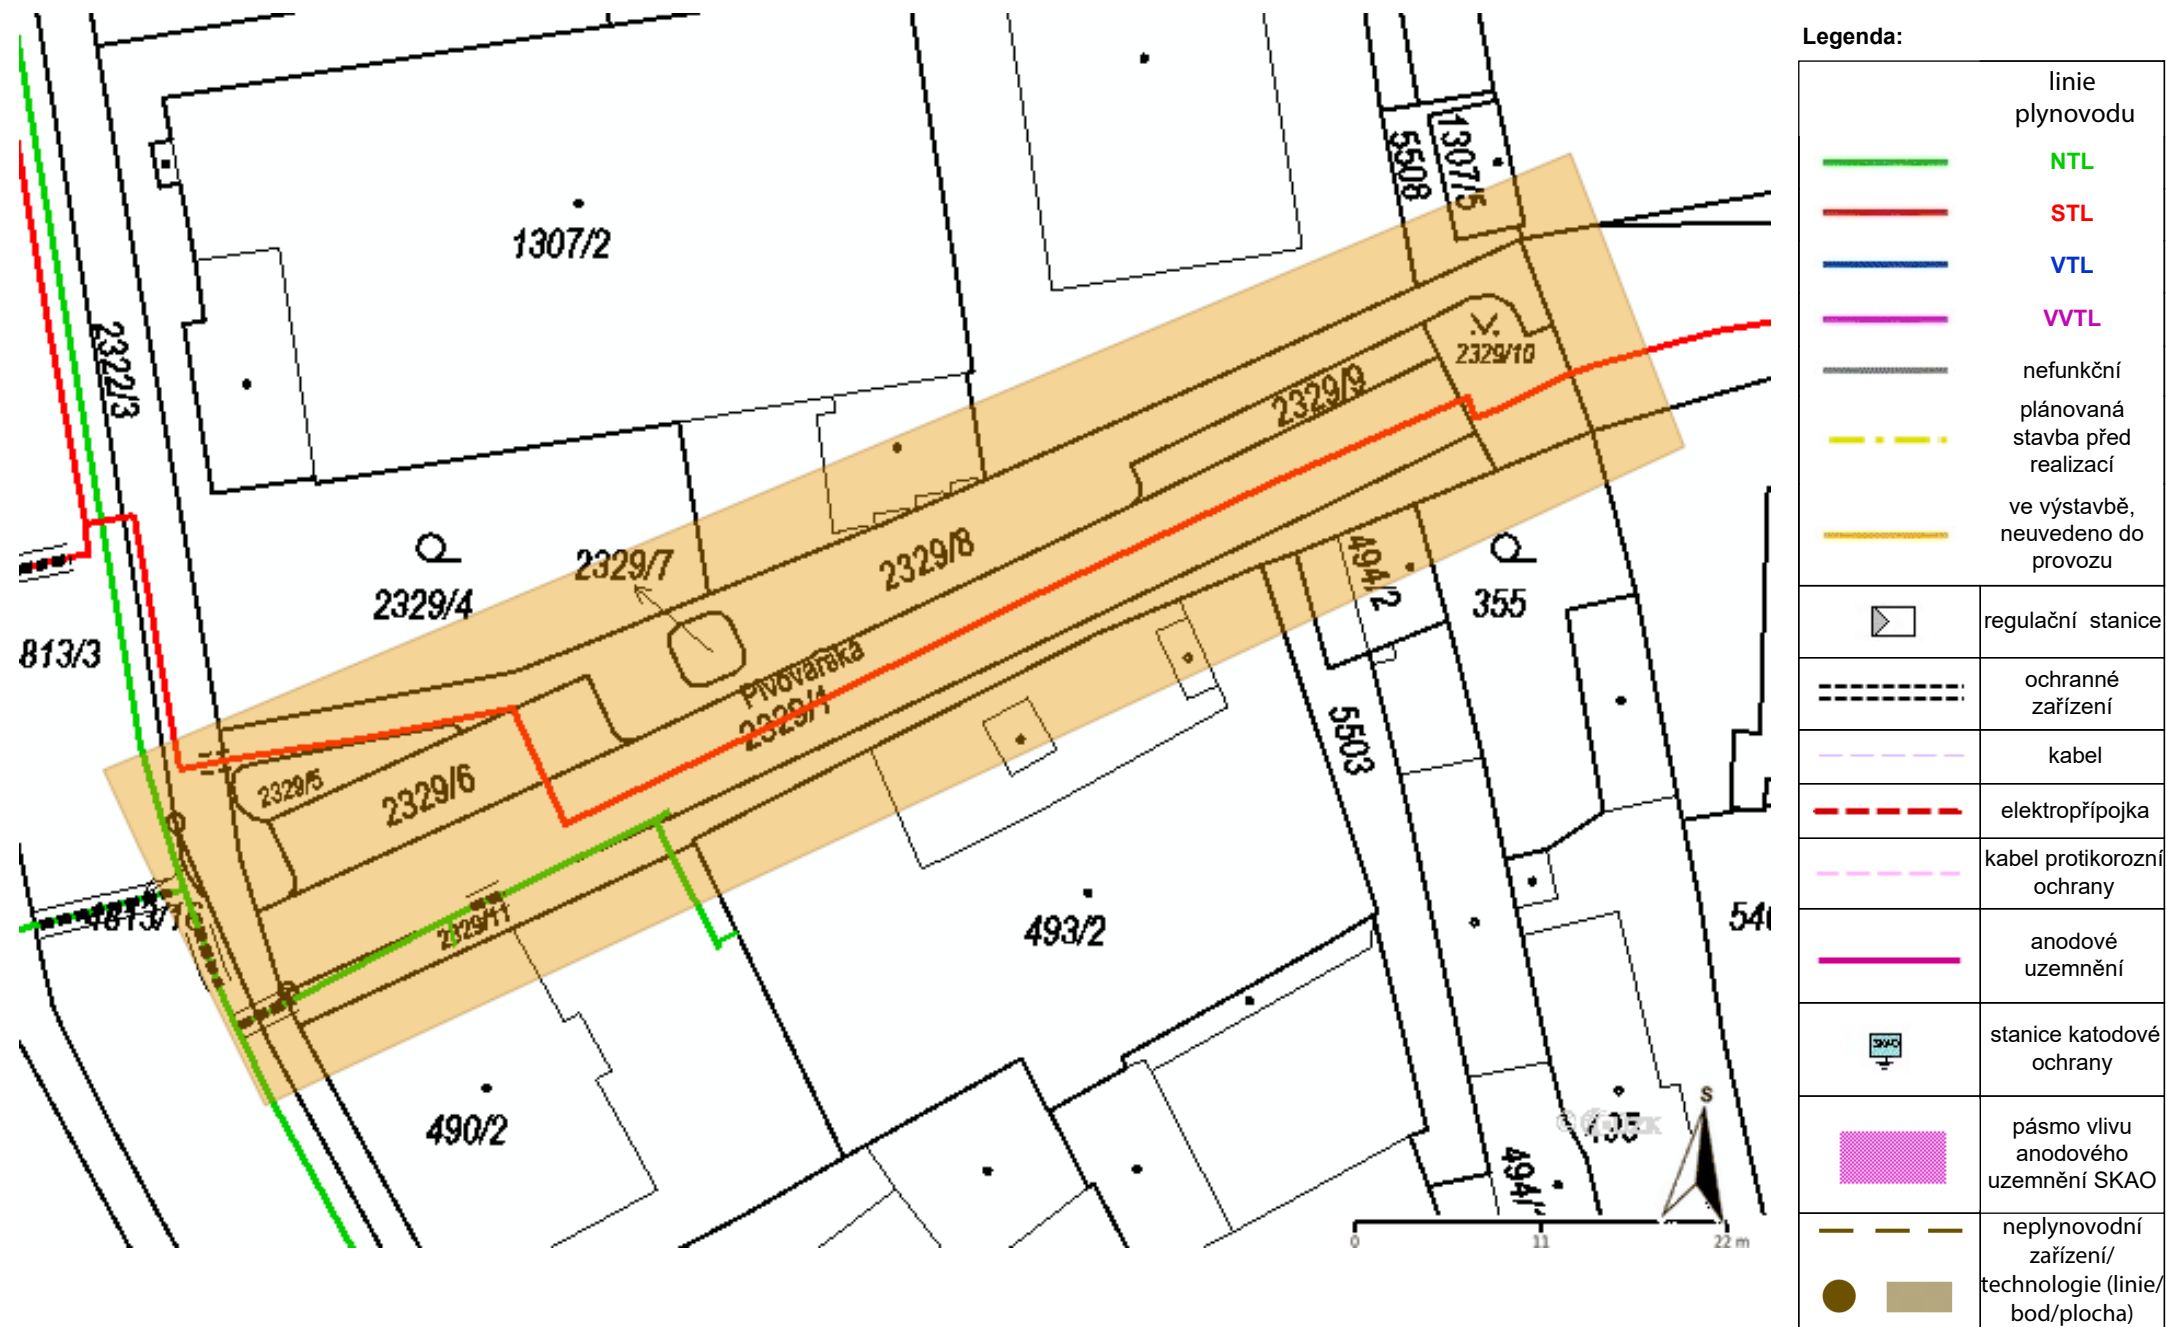 5508
1307/5
1307/2
2322/3
2329/10
2329/9
2329/8
2329/7
2329/4
494/2
355
813/3
Pivovarská
2329/1
5503
2329/5
2329/6
2329/11
493/2
490/2
S
0
11
22 m
Legenda:
linie
plynovodu
NTL
STL
VTL
VVTL
nefunkční
plánovaná
stavba před
realizací
ve výstavbě,
neuvedeno do
provozu
regulační stanice
ochranné
zařízení
kabel
elektropřípojka
kabel protikorozní
ochrany
anodové
uzemnění
SKAO
stanice katodové
ochrany
pásmo vlivu
anodového
uzemnění SKAO
neplynovodní
zařízení/
technologie (linie/
bod/plocha)